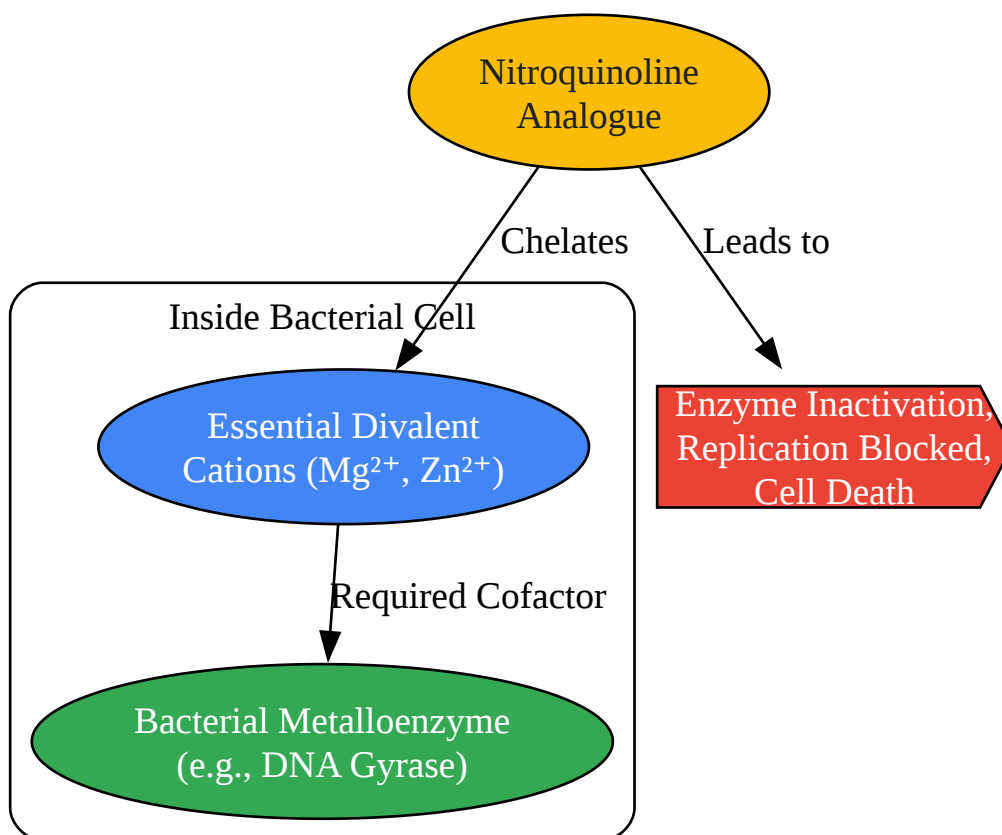 Nitroquinoline
Analogue
Chelates
Leads to
Inside Bacterial Cell
Essential Divalent
Cations (Mg²⁺, Zn²⁺)
Enzyme Inactivation,
Replication Blocked,
Cell Death
Required Cofactor
Bacterial Metalloenzyme
(e.g., DNA Gyrase)